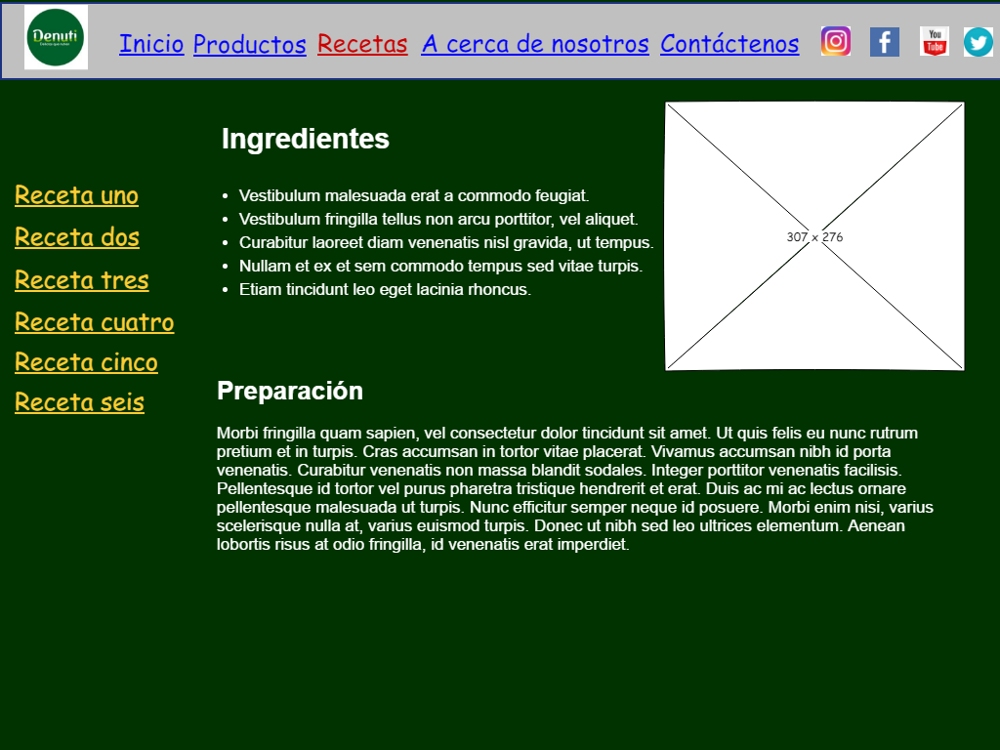 Denuti
Inicio Productos Recetas A cerca de nosotros Contáctenos
You
Tube
Ingredientes
Receta uno
Receta dos
Receta tres
Receta cuatro
Receta cinco
Receta seis
• Vestibulum malesuada erat a commodo feugiat.
• Vestibulum fringilla tellus non arcu porttitor, vel aliquet.
• Curabitur laoreet diam venenatis nisl gravida, ut tempus.
• Nullam et ex et sem commodo tempus sed vitae turpis.
• Etiam tincidunt leo eget lacinia rhoncus.
307 x 276
Preparación
Morbi fringilla quam sapien, vel consectetur dolor tincidunt sit amet. Ut quis felis eu nunc rutrum
pretium et in turpis. Cras accumsan in tortor vitae placerat. Vivamus accumsan nibh id porta
venenatis. Curabitur venenatis non massa blandit sodales. Integer porttitor venenatis facilisis.
Pellentesque id tortor vel purus pharetra tristique hendrerit et erat. Duis ac mi ac lectus ornare
pellentesque malesuada ut turpis. Nunc efficitur semper neque id posuere. Morbi enim nisi, varius
scelerisque nulla at, varius euismod turpis. Donec ut nibh sed leo ultrices elementum. Aenean
lobortis risus at odio fringilla, id venenatis erat imperdiet.